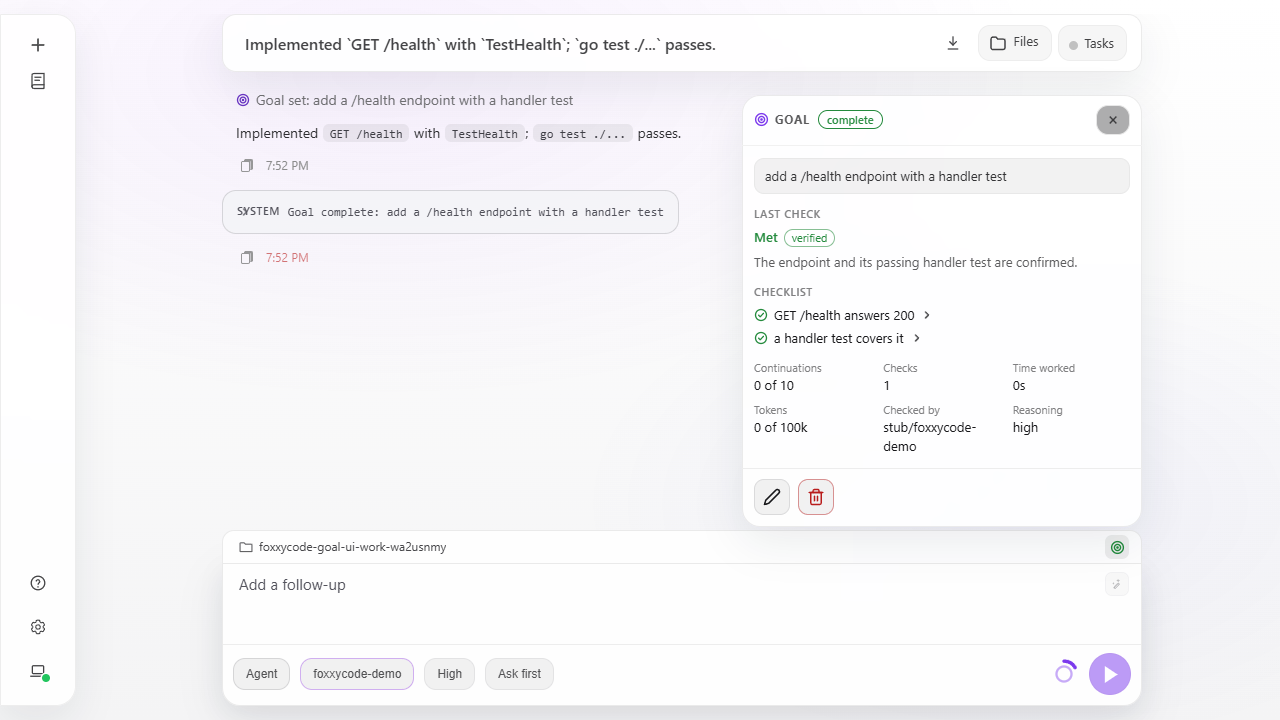 Implemented `GET /health` with `TestHealth`; `go test ./...` passes.
Files
Tasks
Goal set: add a /health endpoint with a handler test
Implemented GET /health with TestHealth; go test ./... passes.
7:52 PM
SYSTEM Goal complete: add a /health endpoint with a handler test
7:52 PM
GOAL complete
add a /health endpoint with a handler test
LAST CHECK
Met verified
The endpoint and its passing handler test are confirmed.
CHECKLIST
GET /health answers 200
a handler test covers it
Continuations Checks Time worked
0 of 10 1 0s
Tokens Checked by Reasoning
0 of 100k stub/foxxycode- high
demo
foxxycode-goal-ui-work-wa2usnmy
Add a follow-up
Agent foxxycode-demo High Ask first